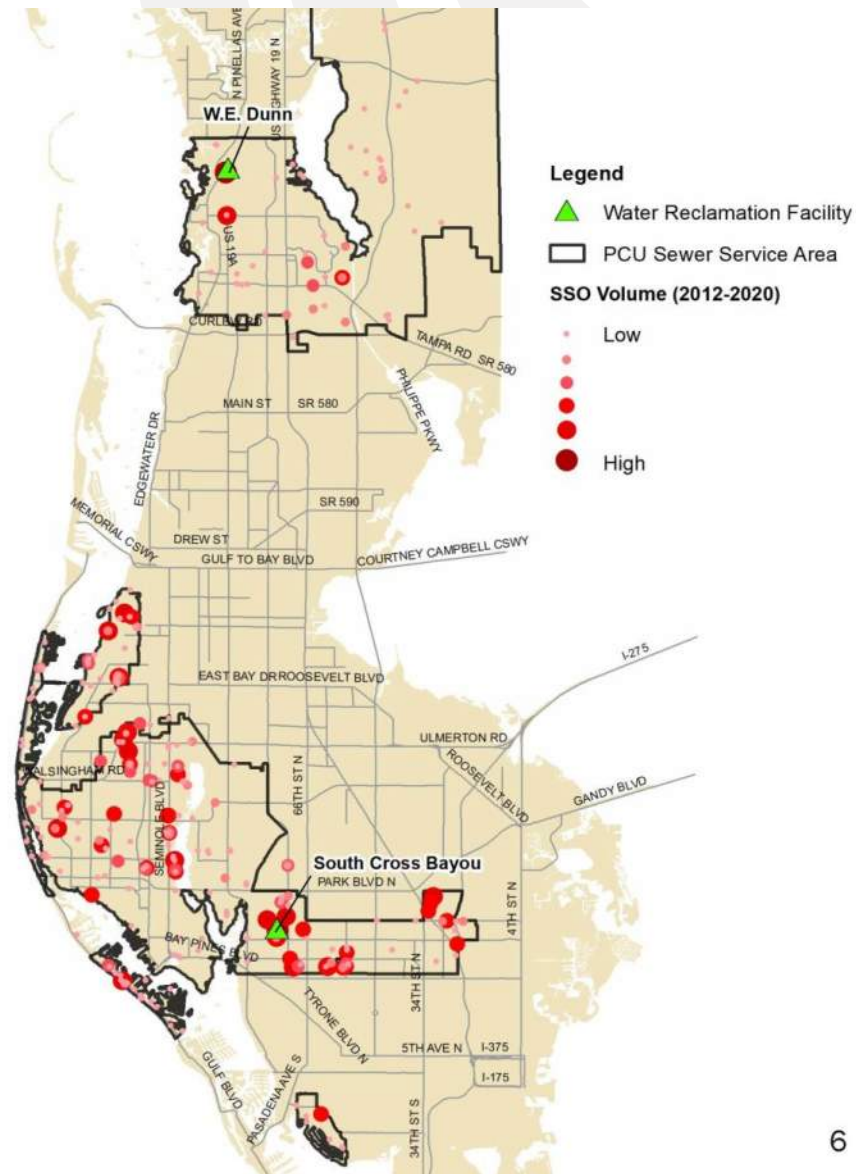 N PINELLAS AVE
US HIGHWAY 19 N
W.E. Dunn
US 19A
CURLEW RD
TAMPA RD SR 580
MAIN ST SR 580
PHILIPPE PKWY
EDGEWATER DR
SR 590
MEMORIAL CSWY
DREW ST
GULF TO BAY BLVD
COURTNEY CAMPBELL CSWY
EAST BAY DR
ROOSEVELT BLVD
I-275
ULMERTON RD
WALSINGHAM RD
66TH ST N
ROOSEVELT BLVD
GANDY BLVD
SEMINOLE BLVD
South Cross Bayou
PARK BLVD N
4TH ST N
BAY PINES BLVD
34TH ST N
TYRONE BLVD N
5TH AVE N
I-375
I-175
GULF BLVD
PASADENA AVE S
34TH ST S
Legend
Water Reclamation Facility
PCU Sewer Service Area
SSO Volume (2012-2020)
Low
High
6